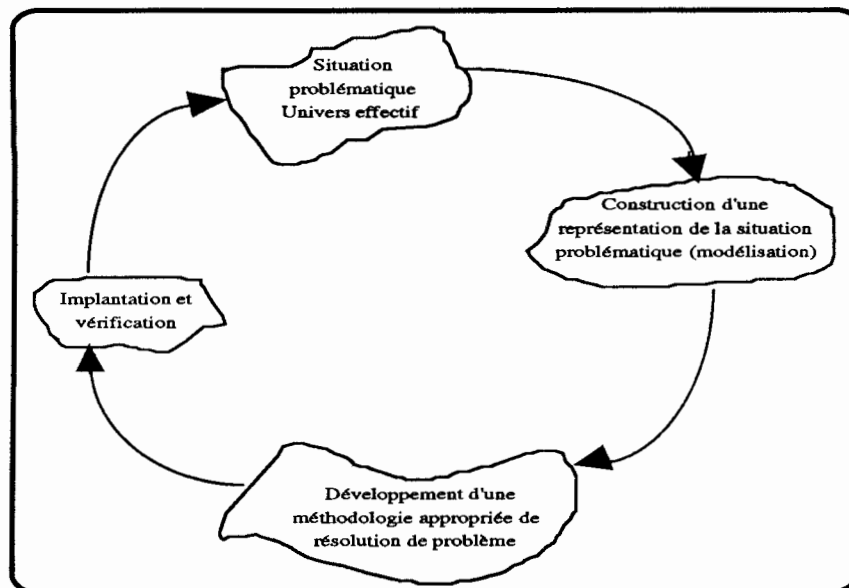 Situation
problématique
Univers effectif
Construction d'une
représentation de la situation
problématique (modélisation)
Développement d'une
méthodologie appropriée de
résolution de problème
Implantation et
vérification